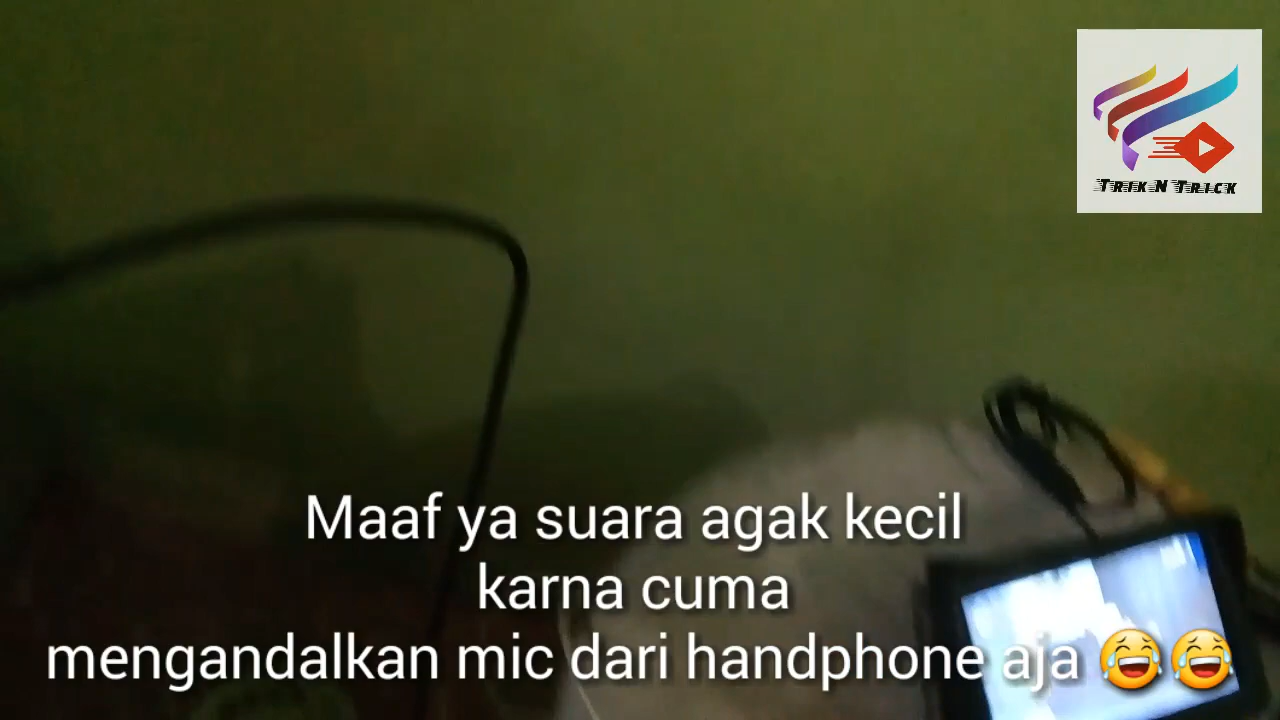 TRIK N TRICK
Maaf ya suara agak kecil
karna cuma
mengandalkan mic dari handphone aja 😂😂